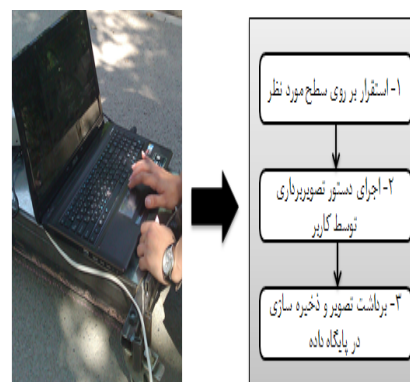 ۱- استقرار بر روی سطح مورد نظر
۲- اجرای دستور تصویربرداری
توسط کاربر
۳- برداشت تصویر و ذخیره سازی
در پایگاه داده